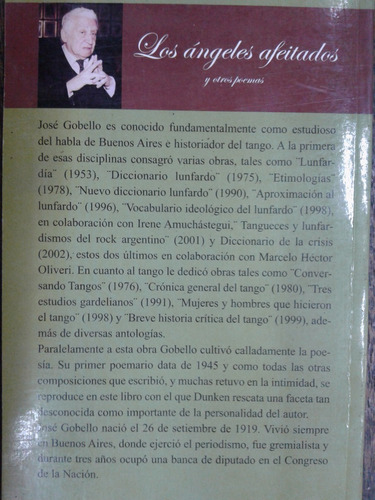 Los ángeles afeitados
y otros poemas
José Gobello es conocido fundamentalmente como estudioso
del habla de Buenos Aires e historiador del tango. A la primera
de esas disciplinas consagró varias obras, tales como "Lunfar-
día" (1953), "Diccionario lunfardo" (1975), "Etimologías"
(1978), "Nuevo diccionario lunfardo" (1990), "Aproximación al
lunfardo" (1996), "Vocabulario ideológico del lunfardo" (1998),
en colaboración con Irene Amuchástegui," Tangueces y lunfar-
dismos del rock argentino" (2001) y Diccionario de la crisis
(2002), estos dos últimos en colaboración con Marcelo Héctor
Oliveri. En cuanto al tango le dedicó obras tales como "Conver-
sando Tangos" (1976), "Crónica general del tango" (1980), "Tres
estudios gardelianos" (1991), "Mujeres y hombres que hicieron
el tango" (1998) y "Breve historia crítica del tango" (1999), ade-
más de diversas antologías.
Paralelamente a esta obra Gobello cultivó calladamente la poe-
sía. Su primer poemario data de 1945 y como todas las otras
composiciones que escribió, y muchas retuvo en la intimidad, se
reproduce en este libro con el que Dunken rescata una faceta tan
desconocida como importante de la personalidad del autor.
José Gobello nació el 26 de setiembre de 1919. Vivió siempre
en Buenos Aires, donde ejerció el periodismo, fue gremialista y
durante tres años ocupó una banca de diputado en el Congreso
de la Nación.